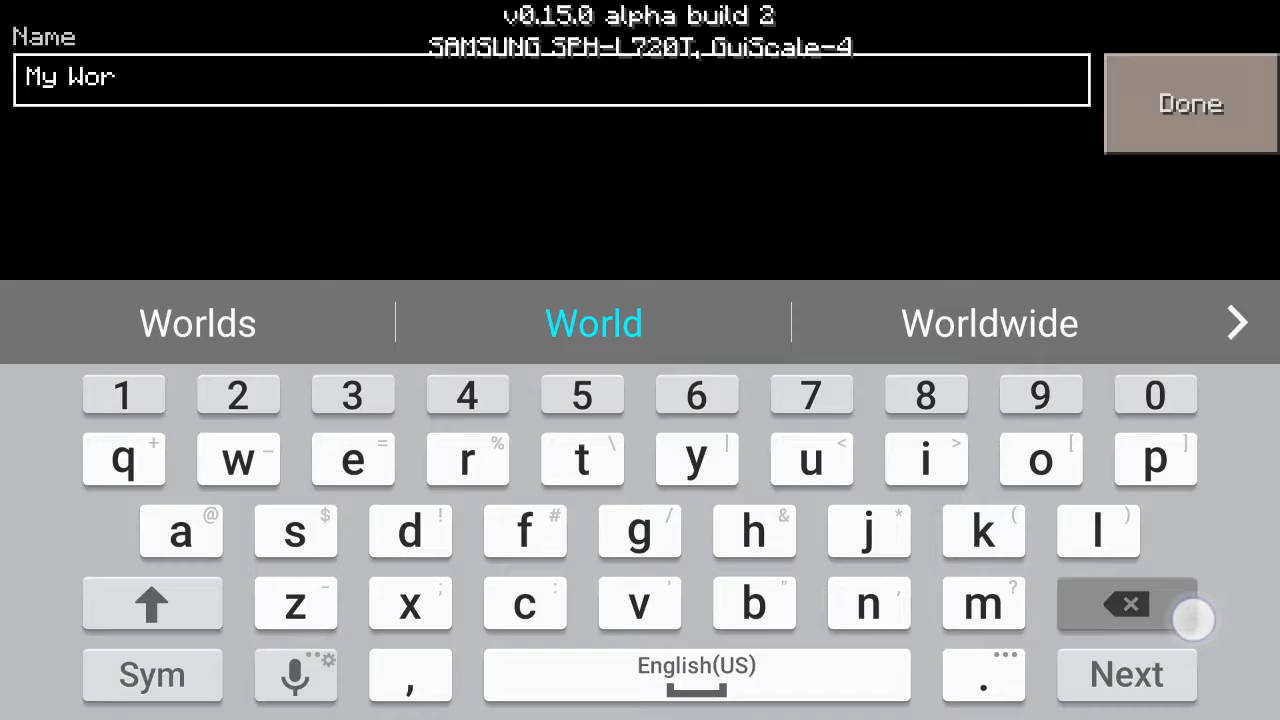 v0.15.0 alpha build 2
SAMSUNG SPH-L720T, GuiScale-4
Name
My Wor
Done
Worlds World Worldwide
1 2 3 4 5 6 7 8 9 0
q + w - e = r % t \ y | u < i > o [ p ]
a @ s $ d ! f # g / h & j * k ( l )
z - x ; c : v ' b " n , m ?
Sym , English(US) . Next